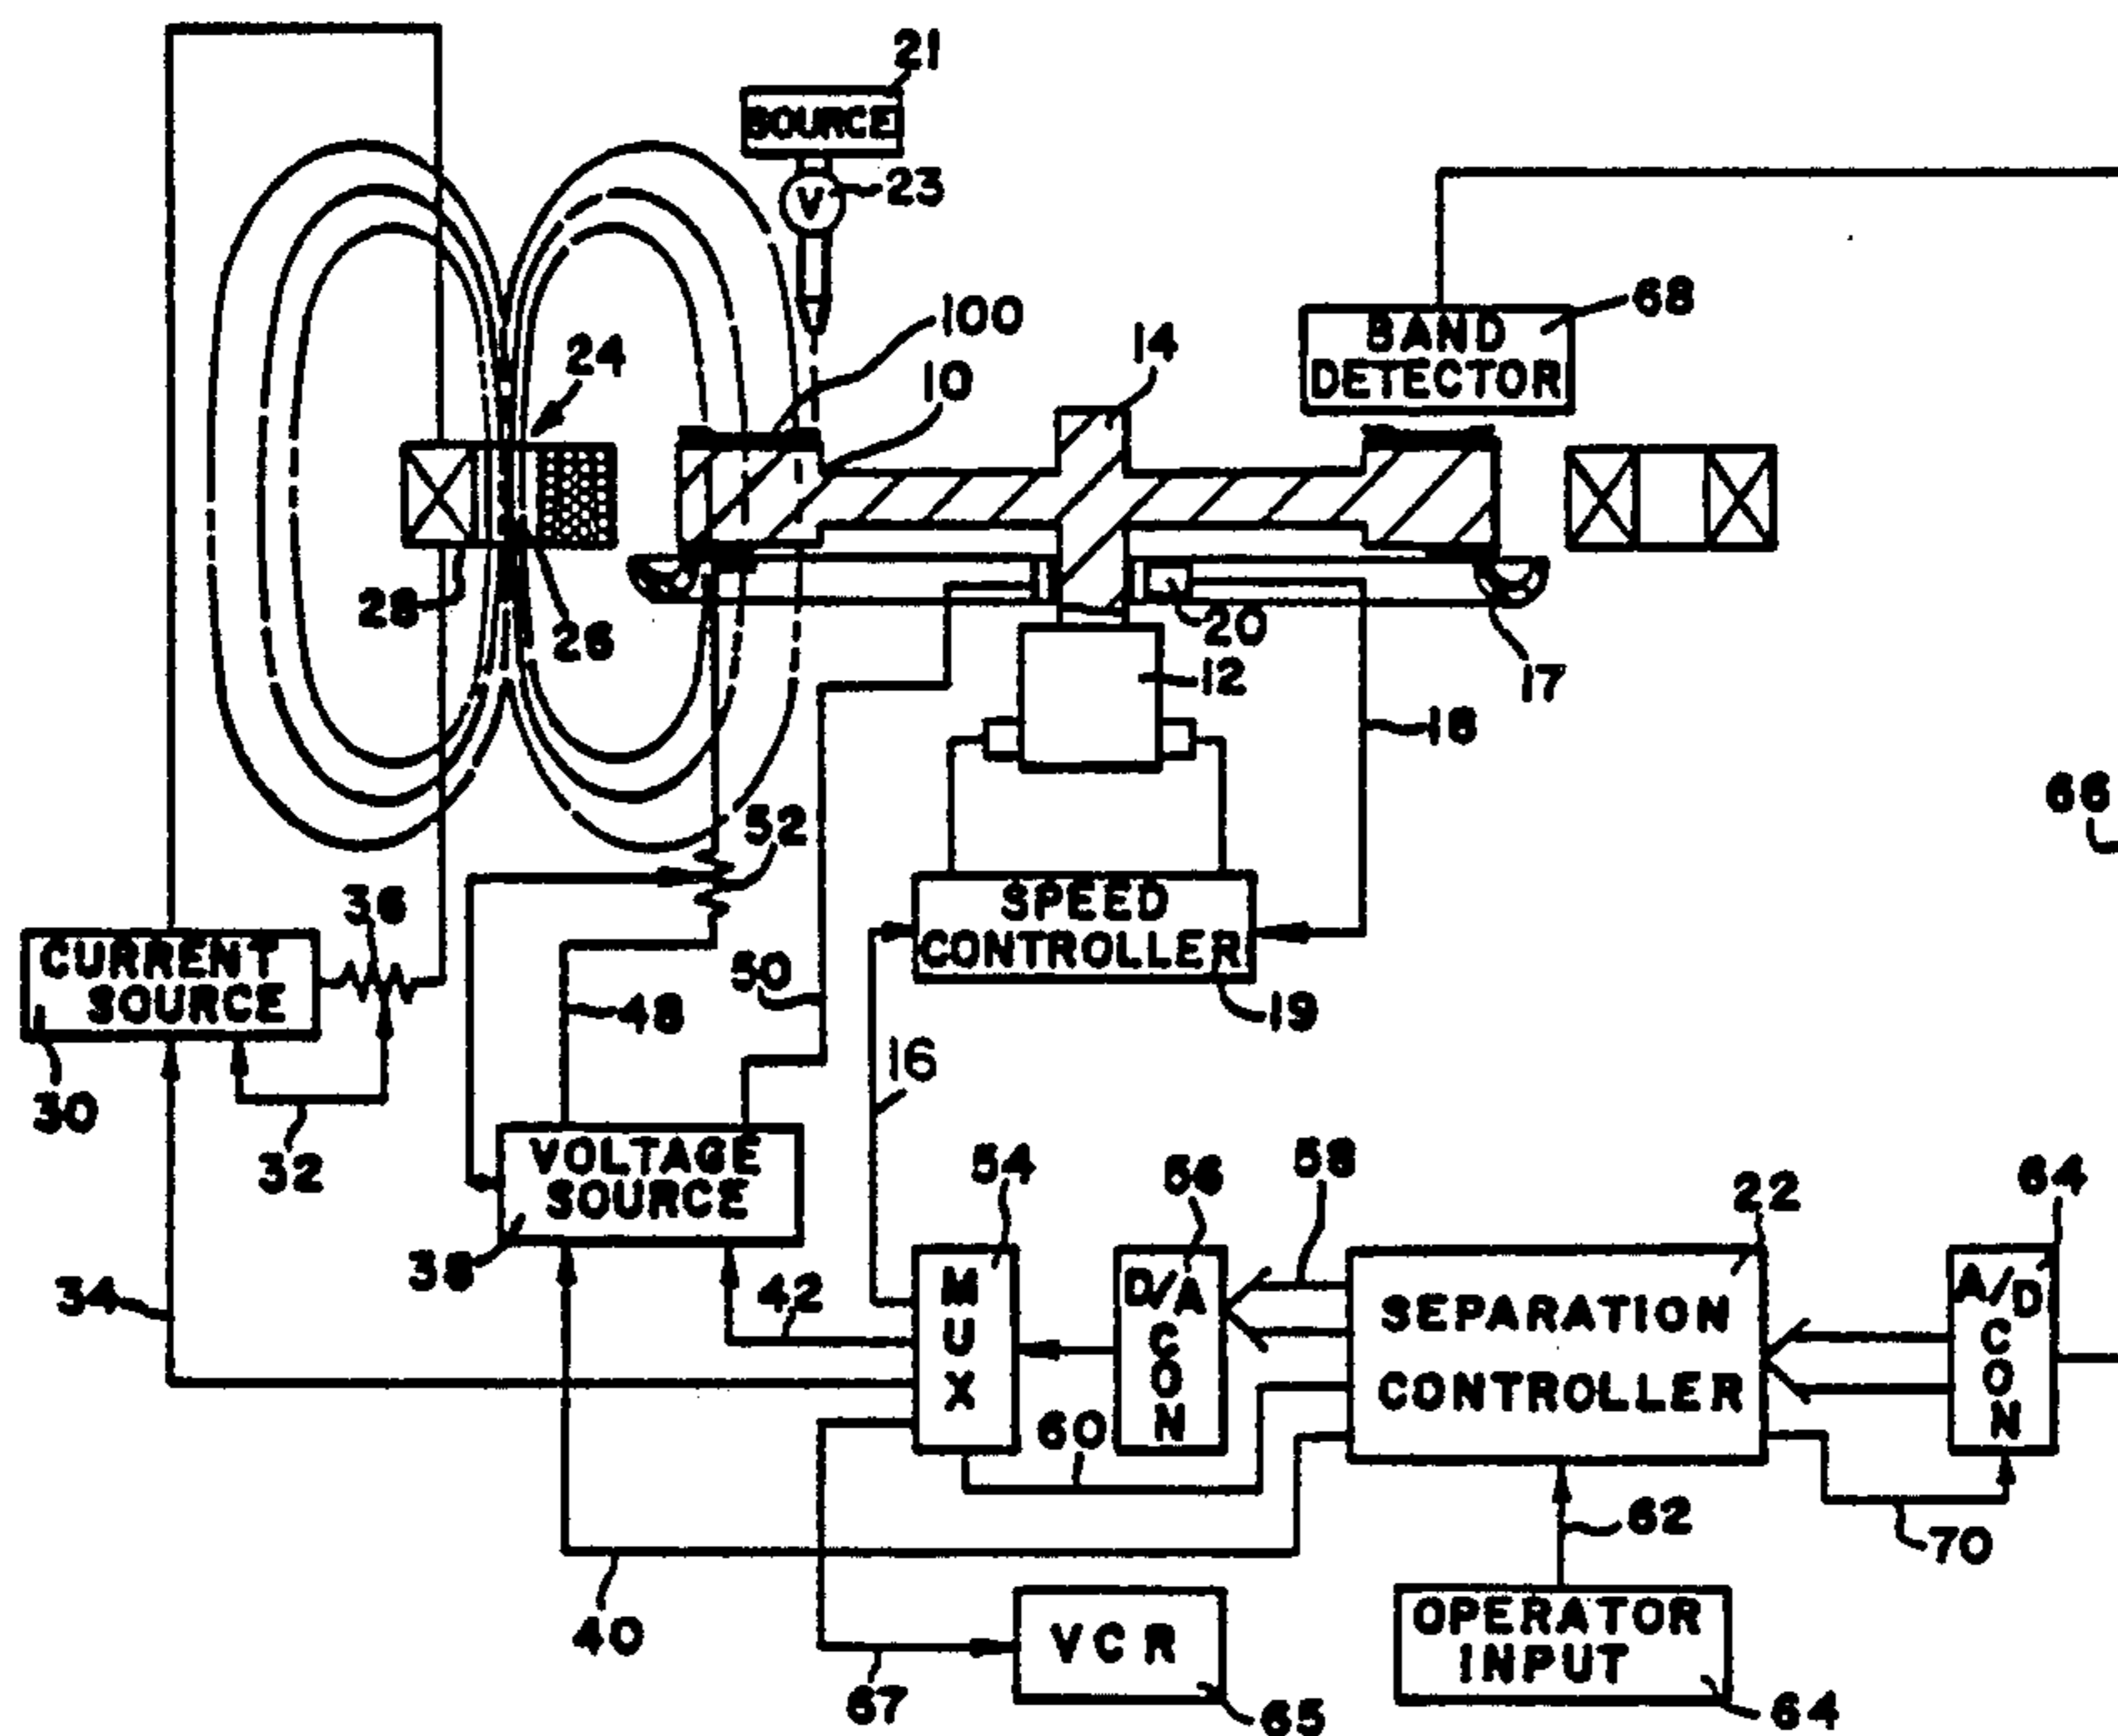 21
SOURCE
V
23
100
10
14
68
BAND
DETECTOR
24
28
26
20
12
17
18
66
52
36
CURRENT
SOURCE
30
32
SPEED
CONTROLLER
19
50
48
16
VOLTAGE
SOURCE
38
34
42
54
MUX
56
D/A
CON
58
22
SEPARATION
CONTROLLER
64
A/D
CON
60
62
70
40
67
VCR
65
OPERATOR
INPUT
64